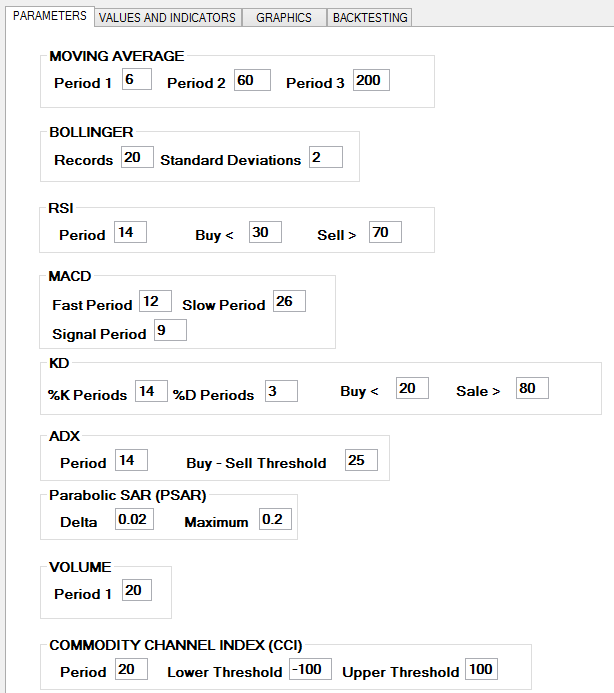 PARAMETERS VALUES AND INDICATORS GRAPHICS BACKTESTING
MOVING AVERAGE
Period 1 6 Period 2 60 Period 3 200
BOLLINGER
Records 20 Standard Deviations 2
RSI
Period 14 Buy < 30 Sell > 70
MACD
Fast Period 12 Slow Period 26
Signal Period 9
KD
%K Periods 14 %D Periods 3 Buy < 20 Sale > 80
ADX
Period 14 Buy - Sell Threshold 25
Parabolic SAR (PSAR)
Delta 0.02 Maximum 0.2
VOLUME
Period 1 20
COMMODITY CHANNEL INDEX (CCI)
Period 20 Lower Threshold -100 Upper Threshold 100